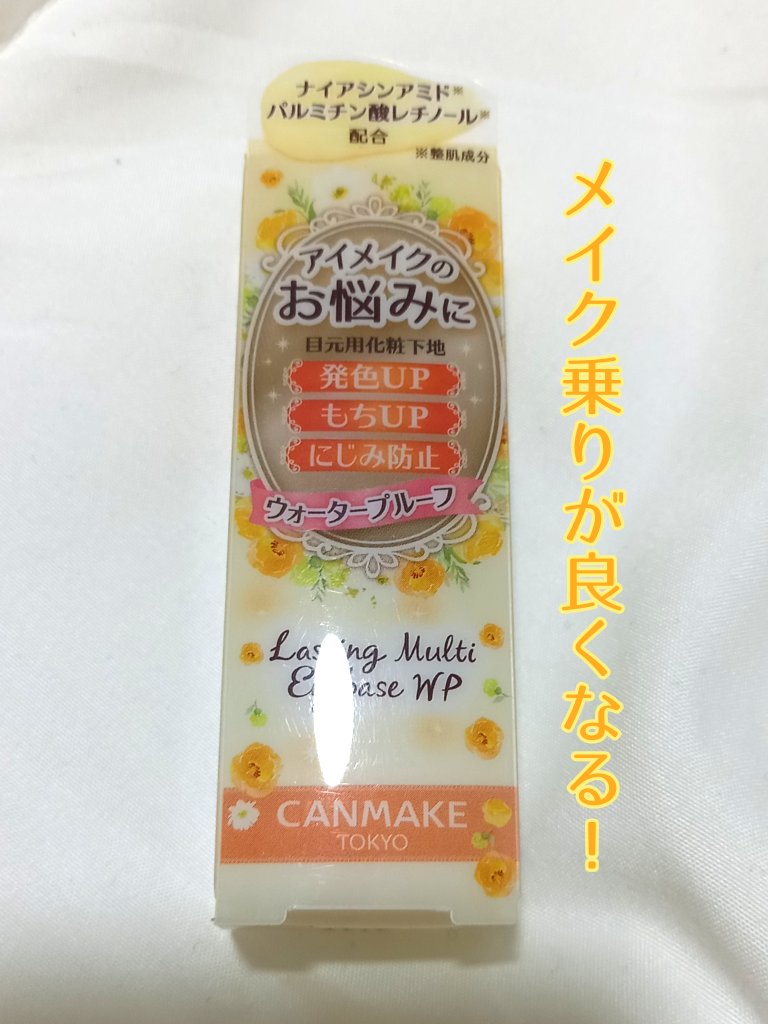 ナイアシンアミド※
パルミチン酸レチノール※
配合
※整肌成分
アイメイクの
お悩みに
目元用化粧下地
発色UP
もちUP
にじみ防止
ウォータープルーフ
Lasting Multi
Eyebase WP
CANMAKE
TOKYO
メイク乗りが良くなる！